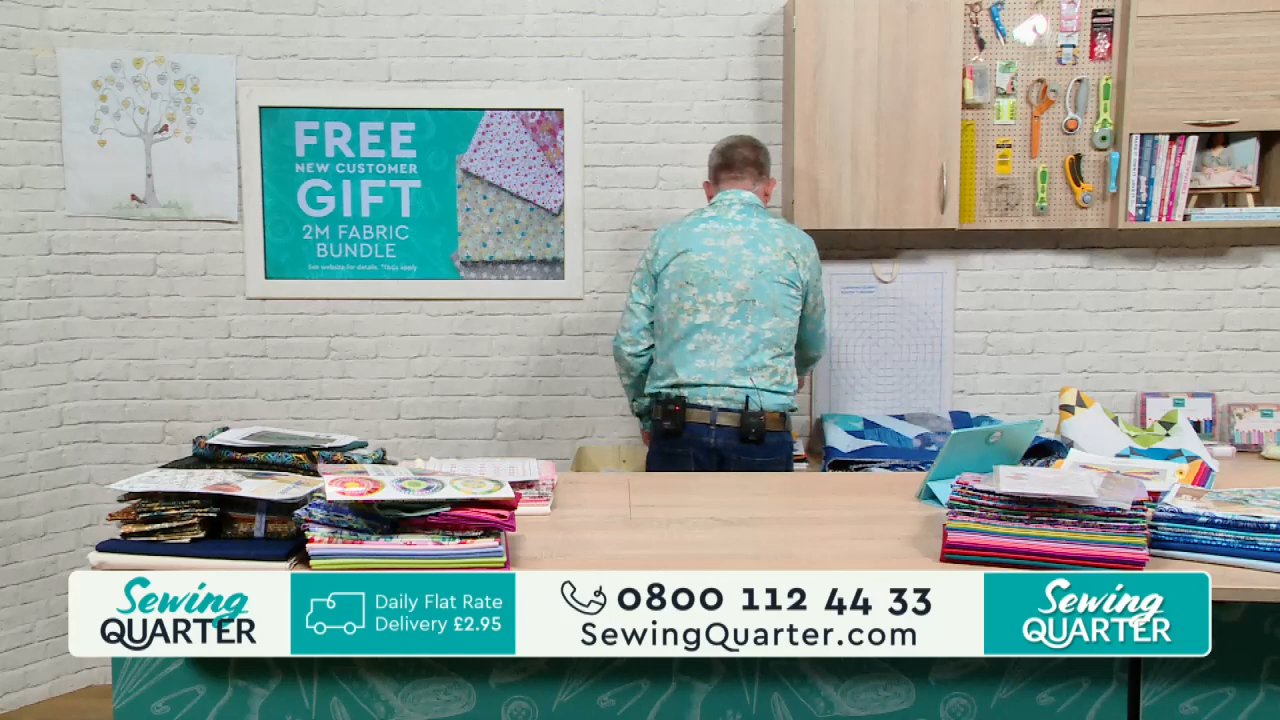 FREE
NEW CUSTOMER
GIFT
2M FABRIC
BUNDLE
See website for details. *T&Cs apply
Sewing
QUARTER
Daily Flat Rate
Delivery £2.95
0800 112 44 33
SewingQuarter.com
Sewing
QUARTER